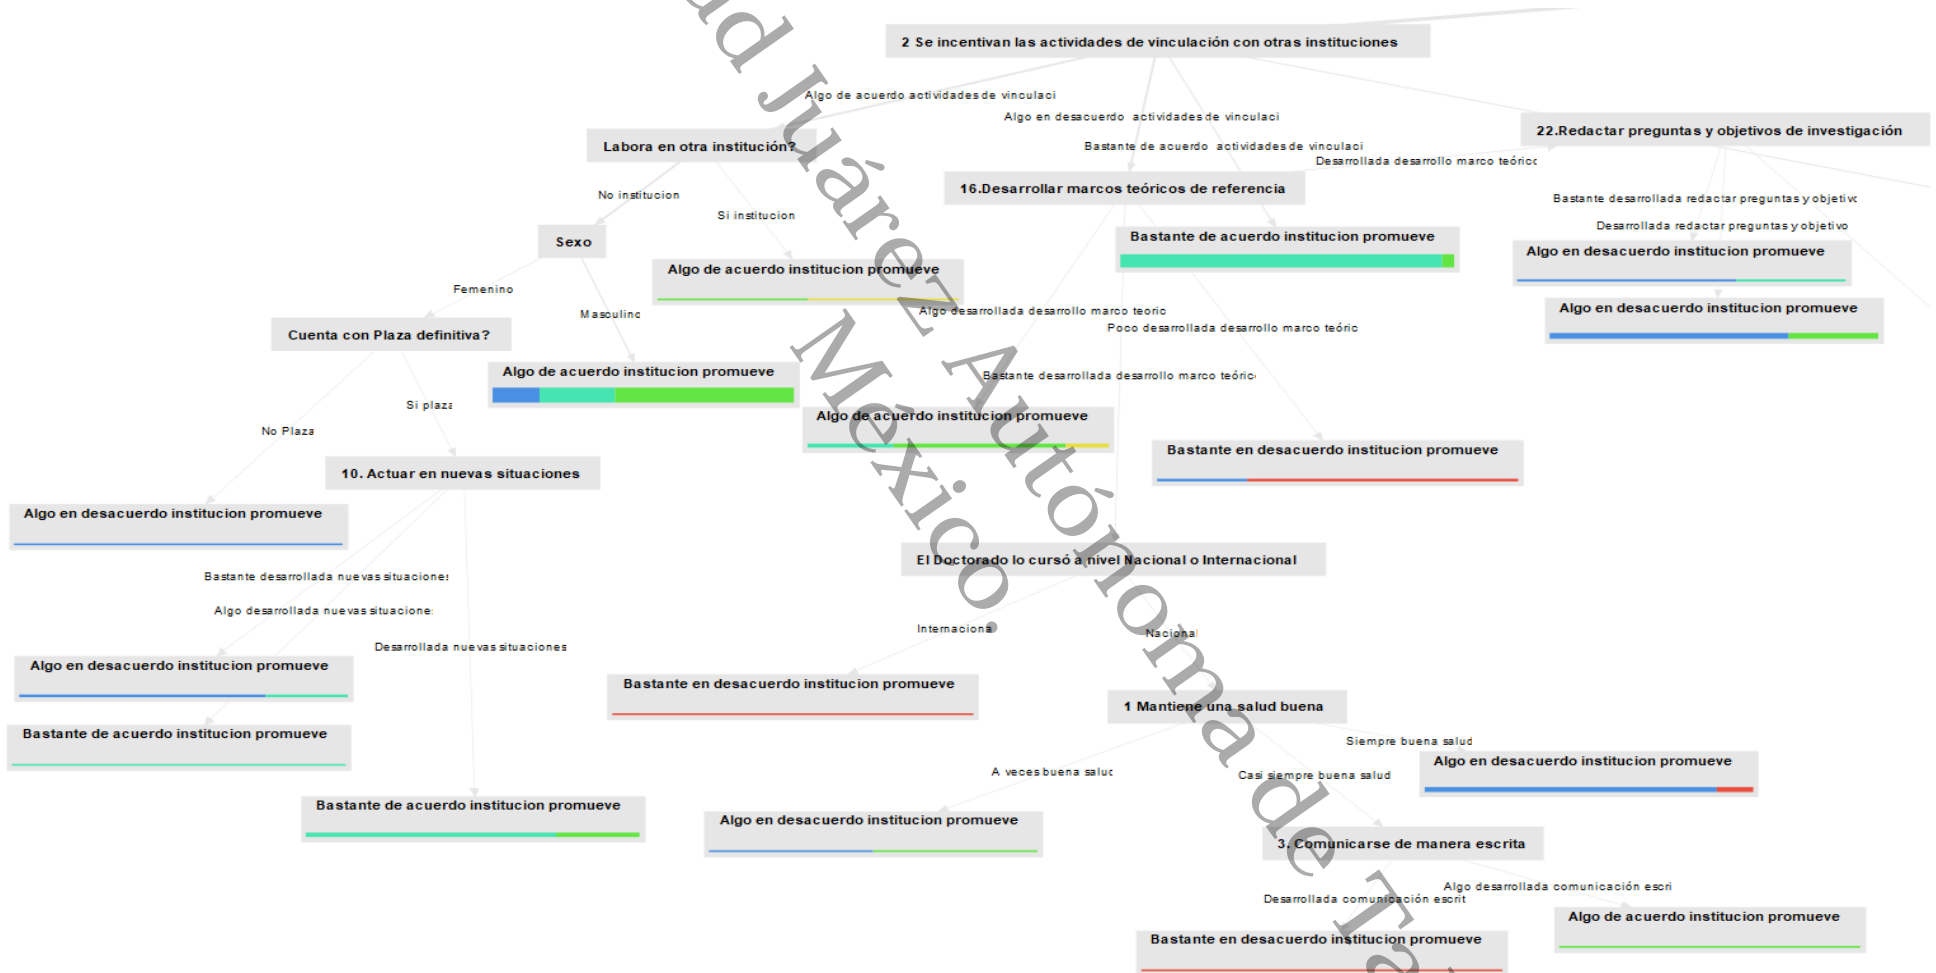 2 Se incentivan las actividades de vinculación con otras instituciones
Algo de acuerdo actividades de vinculaci
Algo en desacuerdo actividades de vinculaci
Labora en otra institución?
22.Redactar preguntas y objetivos de investigación
Bastante de acuerdo actividades de vinculaci
Desarrollada desarrollo marco teóric
16.Desarrollar marcos teóricos de referencia
No institucion
Bastante desarrollada redactar preguntas y objetiv
Si institucion
Desarrollada redactar preguntas y objetivo
Sexo
Bastante de acuerdo institucion promueve
Algo en desacuerdo institucion promueve
Algo de acuerdo institucion promueve
Femenino
Algo en desacuerdo institucion promueve
Masculino
Algo desarrollada desarrollo marco teoric
Poco desarrollada desarrollo marco teóric
Cuenta con Plaza definitiva?
Algo de acuerdo institucion promueve
Bastante desarrollada desarrollo marco teóric
Si plaza
Algo de acuerdo institucion promueve
No Plaza
Bastante en desacuerdo institucion promueve
10. Actuar en nuevas situaciones
Algo en desacuerdo institucion promueve
El Doctorado lo cursó a nivel Nacional o Internacional
Bastante desarrollada nuevas situaciones
Algo desarrollada nuevas situacione
Internaciona
Nacional
Desarrollada nuevas situaciones
Algo en desacuerdo institucion promueve
Bastante en desacuerdo institucion promueve
1 Mantiene una salud buena
Bastante de acuerdo institucion promueve
Siempre buena salud
Algo en desacuerdo institucion promueve
A veces buena saluc
Casi siempre buena salud
Bastante de acuerdo institucion promueve
Algo en desacuerdo institucion promueve
3. Comunicarse de manera escrita
Algo desarrollada comunicación escri
Desarrollada comunicación escrit
Algo de acuerdo institucion promueve
Bastante en desacuerdo institucion promueve
ad Juárez Autónoma de Ta
México.